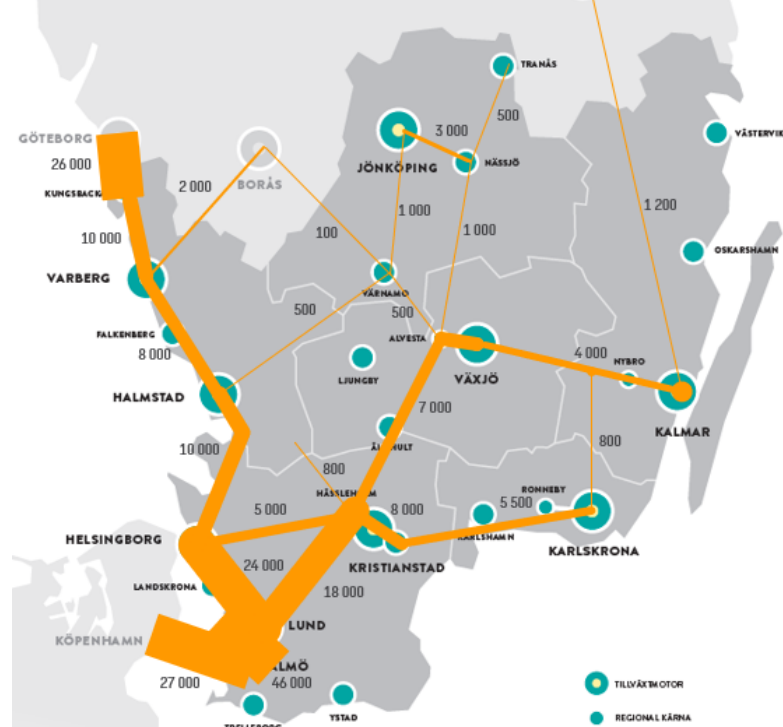 TRANÅS
500
3 000
GÖTEBORG
26 000
VÄSTERVIK
JÖNKÖPING
NÄSSJÖ
2 000
BORÅS
KUNGSBACK
1 000
1 200
10 000
100
1 000
OSKARSHAMN
VARBERG
VÄRNAMO
500
500
FALKENBERG
8 000
ALVESTA
4 000
NYBRO
LJUNGBY
VÄXJÖ
HALMSTAD
7 000
KALMAR
10 000
800
800
HÄSSLEHOLM
5 000
8 000
5 500
RONNEBY
HELSINGBORG
KARLSHAMN
KARLSKRONA
24 000
KRISTIANSTAD
LANDSKRONA
18 000
LUND
KÖPENHAMN
ALMÖ
27 000
46 000
TILLVÄXTMOTOR
YSTAD
REGIONAL KÄRNA